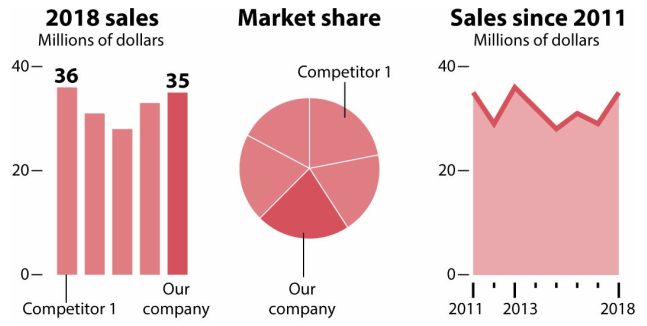 2018 sales
Millions of dollars
40
36
35
20
0
Competitor 1
Our
company
Market share
Competitor 1
Our
company
Sales since 2011
Millions of dollars
40
20
0
2011
2013
2018